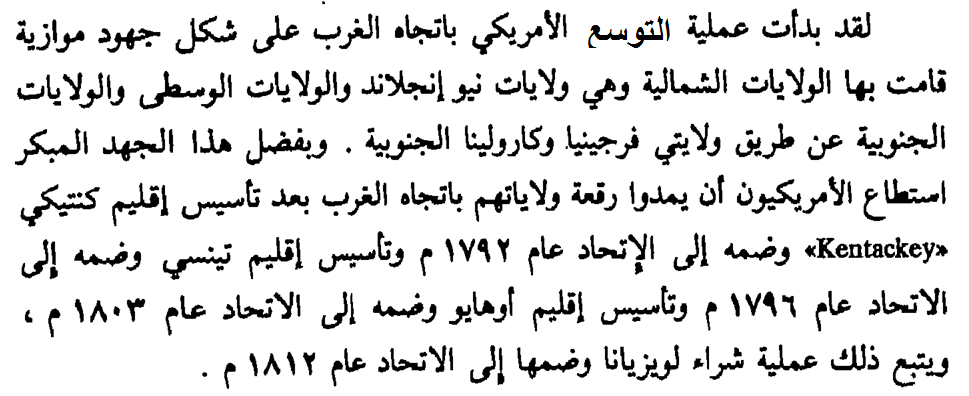 لقد بدأت عملية التوسع الأمريكي باتجاه الغرب على شكل جهود موازية
قامت بها الولايات الشمالية وهي ولايات نيو إنجلاند والولايات الوسطى والولايات
الجنوبية عن طريق ولايتي فرجينيا وكارولينا الجنوبية . وبفضل هذا الجهد المبكر
استطاع الأمريكيون أن يمدوا رقعة ولاياتهم باتجاه الغرب بعد تأسيس إقليم كنتيكي
«Kentackey» وضمه إلى الإتحاد عام ١٧٩٢ م وتأسيس إقليم تينسي وضمه إلى
الاتحاد عام ١٧٩٦ م وتأسيس إقليم أوهايو وضمه إلى الاتحاد عام ١٨٠٣ م ،
ويتبع ذلك عملية شراء لويزيانا وضمها إلى الاتحاد عام ١٨١٢ م .